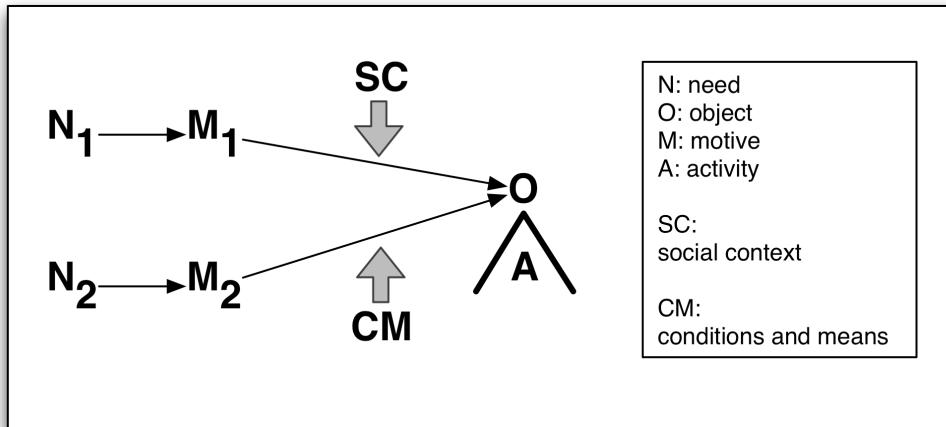 SC
N1 M1
O
N2 M2
A
CM
N: need
O: object
M: motive
A: activity
SC:
social context
CM:
conditions and means